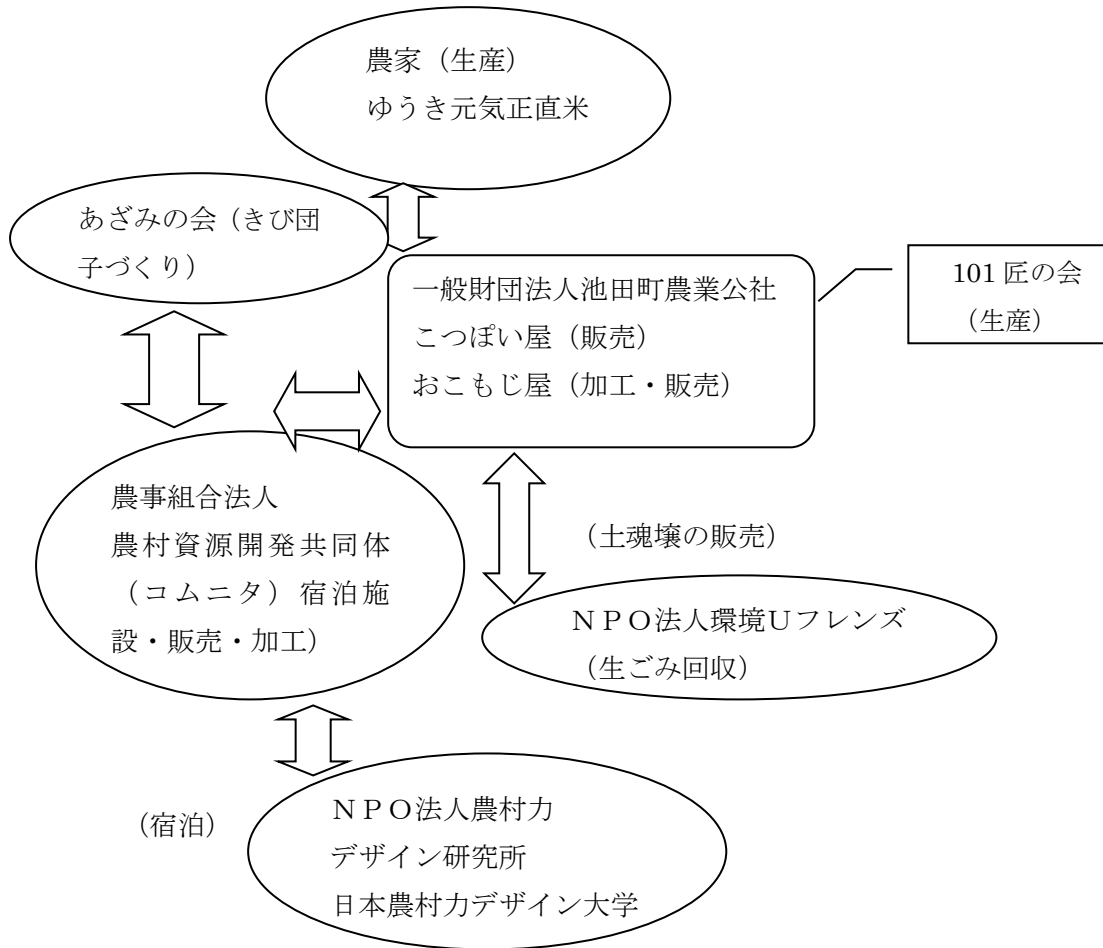 農家（生産）
ゆうき元気正直米
あざみの会（きび団
子づくり）
一般財団法人池田町農業公社
こつぽい屋（販売）
おこもじ屋（加工・販売）
101 匠の会
（生産）
農事組合法人
農村資源開発共同体
（コムニタ）宿泊施
設・販売・加工）
（土魂壌の販売）
ＮＰＯ法人環境Ｕフレンズ
（生ごみ回収）
（宿泊）
ＮＰＯ法人農村力
デザイン研究所
日本農村力デザイン大学